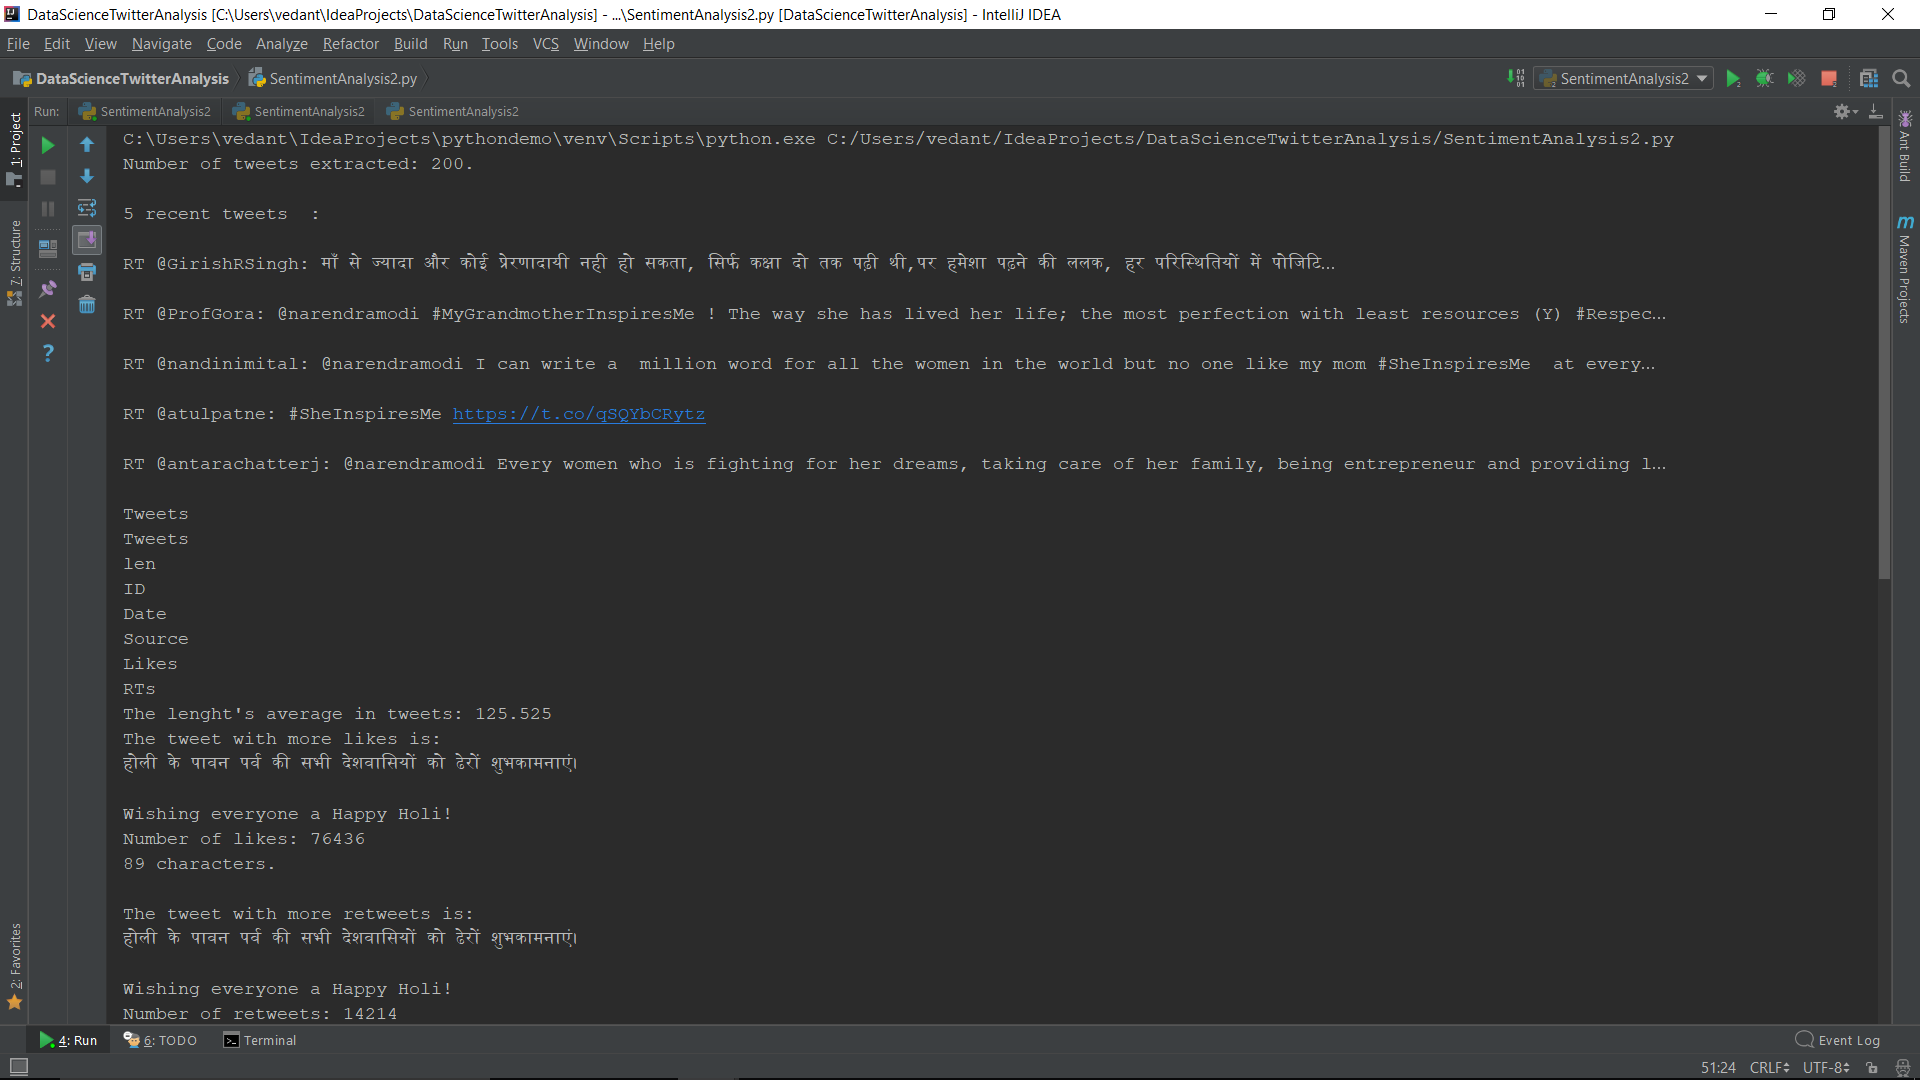 DataScienceTwitterAnalysis [C:\Users\vedant\IdeaProjects\DataScienceTwitterAnalysis] - ...\SentimentAnalysis2.py [DataScienceTwitterAnalysis] - IntelliJ IDEA
File Edit View Navigate Code Analyze Refactor Build Run Tools VCS Window Help
DataScienceTwitterAnalysis SentimentAnalysis2.py SentimentAnalysis2
Run: SentimentAnalysis2 SentimentAnalysis2 SentimentAnalysis2
1: Project
7: Structure
2: Favorites
Ant Build
Maven Projects
C:\Users\vedant\IdeaProjects\pythondemo\venv\Scripts\python.exe C:/Users/vedant/IdeaProjects/DataScienceTwitterAnalysis/SentimentAnalysis2.py
Number of tweets extracted: 200.
5 recent tweets  :
RT @GirishRSingh: माँ से ज्यादा और कोई प्रेरणादायी नही हो सकता, सिर्फ कक्षा दो तक पढ़ी थी,पर हमेशा पढ़ने की ललक, हर परिस्थितियों में पोजिटि…
RT @ProfGora: @narendramodi #MyGrandmotherInspiresMe ! The way she has lived her life; the most perfection with least resources (Y) #Respec…
RT @nandinimital: @narendramodi I can write a  million word for all the women in the world but no one like my mom #SheInspiresMe  at every…
RT @atulpatne: #SheInspiresMe https://t.co/qSQYbCRytz
RT @antarachatterj: @narendramodi Every women who is fighting for her dreams, taking care of her family, being entrepreneur and providing l…
Tweets
Tweets
len
ID
Date
Source
Likes
RTs
The lenght's average in tweets: 125.525
The tweet with more likes is:
होली के पावन पर्व की सभी देशवासियों को ढेरों शुभकामनाएं।
Wishing everyone a Happy Holi!
Number of likes: 76436
89 characters.
The tweet with more retweets is:
होली के पावन पर्व की सभी देशवासियों को ढेरों शुभकामनाएं।
Wishing everyone a Happy Holi!
Number of retweets: 14214
4: Run 6: TODO Terminal Event Log
51:24 CRLF UTF-8